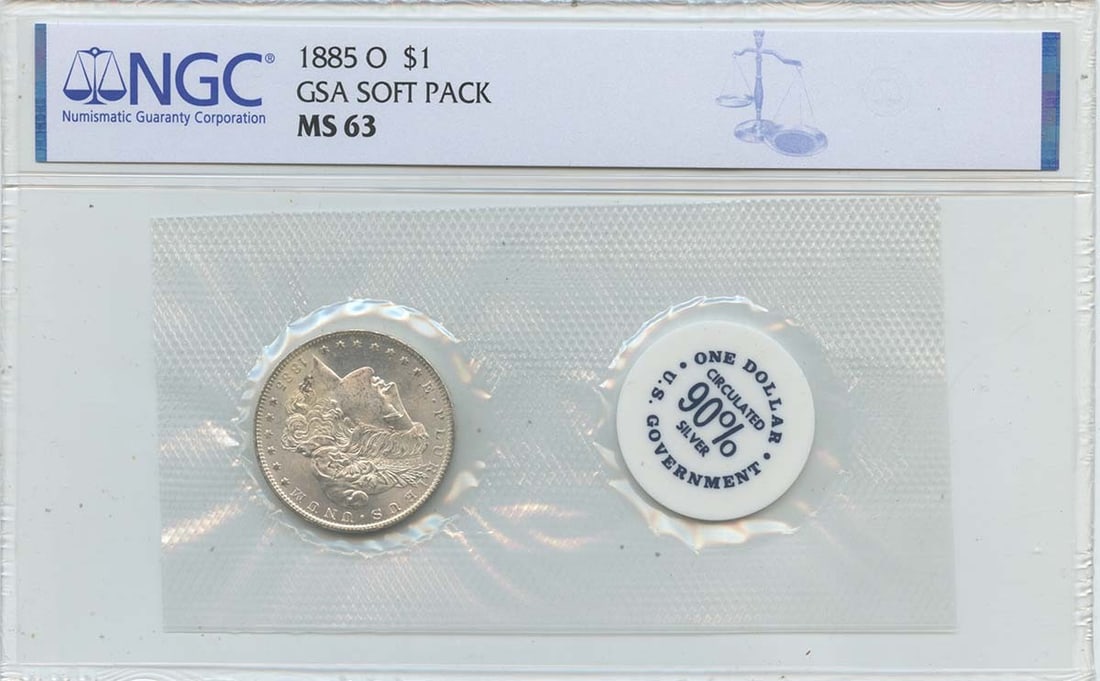 NGC®
Numismatic Guaranty Corporation
1885 O $1
GSA SOFT PACK
MS 63
E·PLURIBUS·UNUM
ONE DOLLAR • U.S. GOVERNMENT •
CIRCULATED
90%
SILVER